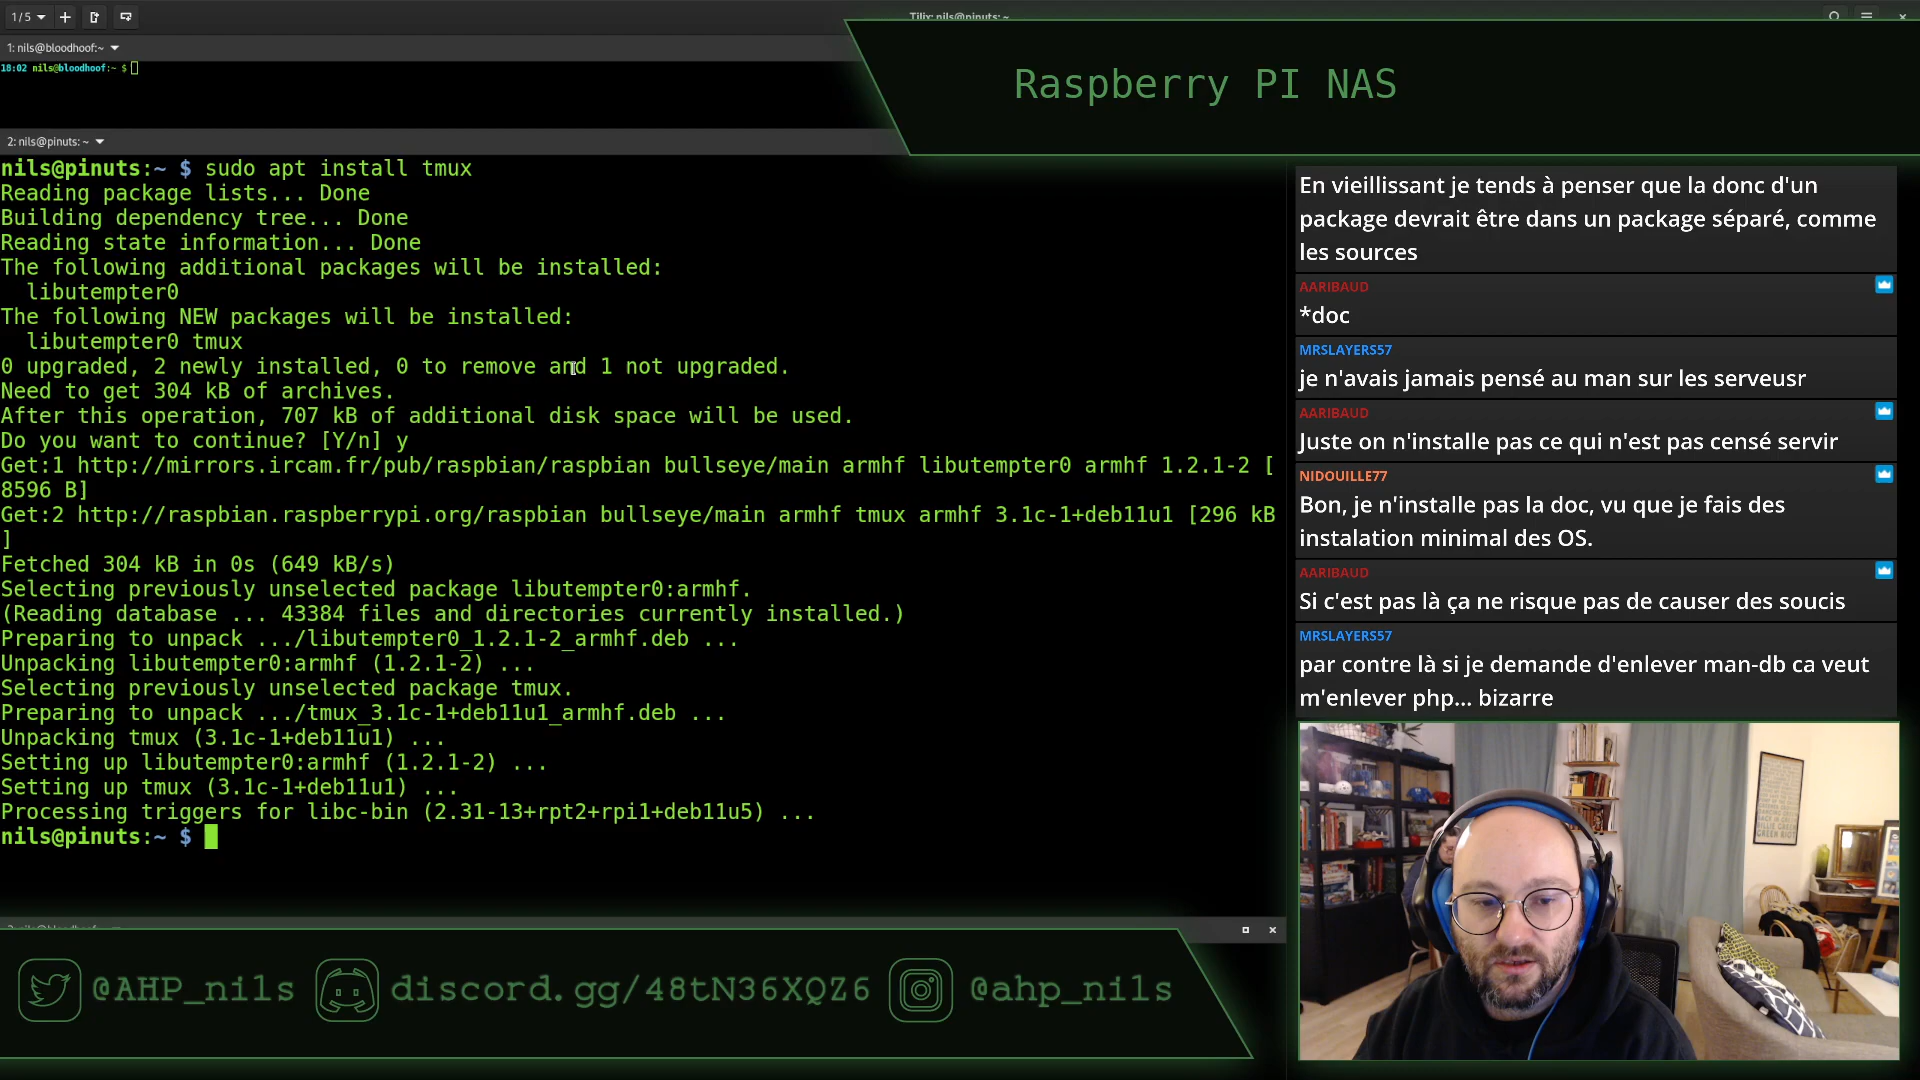 1/5
Tilix: nils@pinuts: ~
1: nils@bloodhoof:~
18:02 nils@bloodhoof:~ $
Raspberry PI NAS
2: nils@pinuts: ~
nils@pinuts:~ $ sudo apt install tmux
Reading package lists... Done
Building dependency tree... Done
Reading state information... Done
The following additional packages will be installed:
libutempter0
The following NEW packages will be installed:
libutempter0 tmux
0 upgraded, 2 newly installed, 0 to remove and 1 not upgraded.
Need to get 304 kB of archives.
After this operation, 707 kB of additional disk space will be used.
Do you want to continue? [Y/n] y
Get:1 http://mirrors.ircam.fr/pub/raspbian/raspbian bullseye/main armhf libutempter0 armhf 1.2.1-2 [
8596 B]
Get:2 http://raspbian.raspberrypi.org/raspbian bullseye/main armhf tmux armhf 3.1c-1+deb11u1 [296 kB
]
Fetched 304 kB in 0s (649 kB/s)
Selecting previously unselected package libutempter0:armhf.
(Reading database ... 43384 files and directories currently installed.)
Preparing to unpack .../libutempter0_1.2.1-2_armhf.deb ...
Unpacking libutempter0:armhf (1.2.1-2) ...
Selecting previously unselected package tmux.
Preparing to unpack .../tmux_3.1c-1+deb11u1_armhf.deb ...
Unpacking tmux (3.1c-1+deb11u1) ...
Setting up libutempter0:armhf (1.2.1-2) ...
Setting up tmux (3.1c-1+deb11u1) ...
Processing triggers for libc-bin (2.31-13+rpt2+rpi1+deb11u5) ...
nils@pinuts:~ $
En vieillissant je tends à penser que la donc d'un
package devrait être dans un package séparé, comme
les sources
AARIBAUD
*doc
MRSLAYERS57
je n'avais jamais pensé au man sur les serveusr
AARIBAUD
Juste on n'installe pas ce qui n'est pas censé servir
NIDOUILLE77
Bon, je n'installe pas la doc, vu que je fais des
instalation minimal des OS.
AARIBAUD
Si c'est pas là ça ne risque pas de causer des soucis
MRSLAYERS57
par contre là si je demande d'enlever man-db ca veut
m'enlever php... bizarre
@AHP_nils
discord.gg/48tN36XQZ6
@ahp_nils